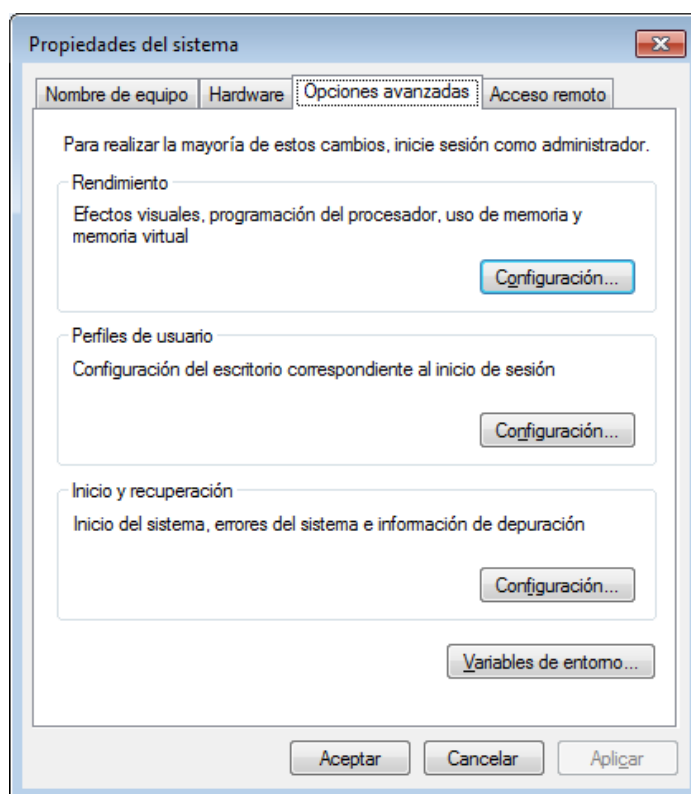 Propiedades del sistema
Nombre de equipo Hardware Opciones avanzadas Acceso remoto
Para realizar la mayoría de estos cambios, inicie sesión como administrador.
Rendimiento
Efectos visuales, programación del procesador, uso de memoria y
memoria virtual
Configuración...
Perfiles de usuario
Configuración del escritorio correspondiente al inicio de sesión
Configuración...
Inicio y recuperación
Inicio del sistema, errores del sistema e información de depuración
Configuración...
Variables de entorno...
Aceptar Cancelar Aplicar